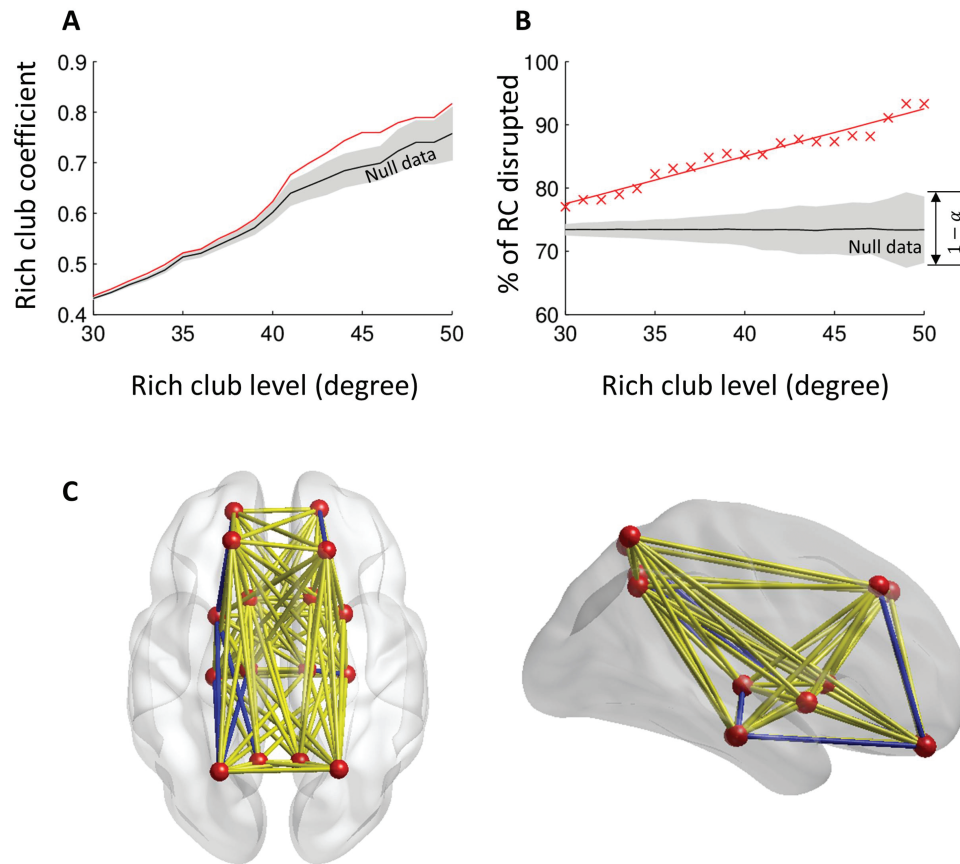 A
Rich club coefficient
0.9
0.8
0.7
0.6
0.5
0.4
Null data
30
35
40
45
50
Rich club level (degree)
B
% of RC disrupted
100
90
80
70
60
Null data
1 − α
30
35
40
45
50
Rich club level (degree)
C